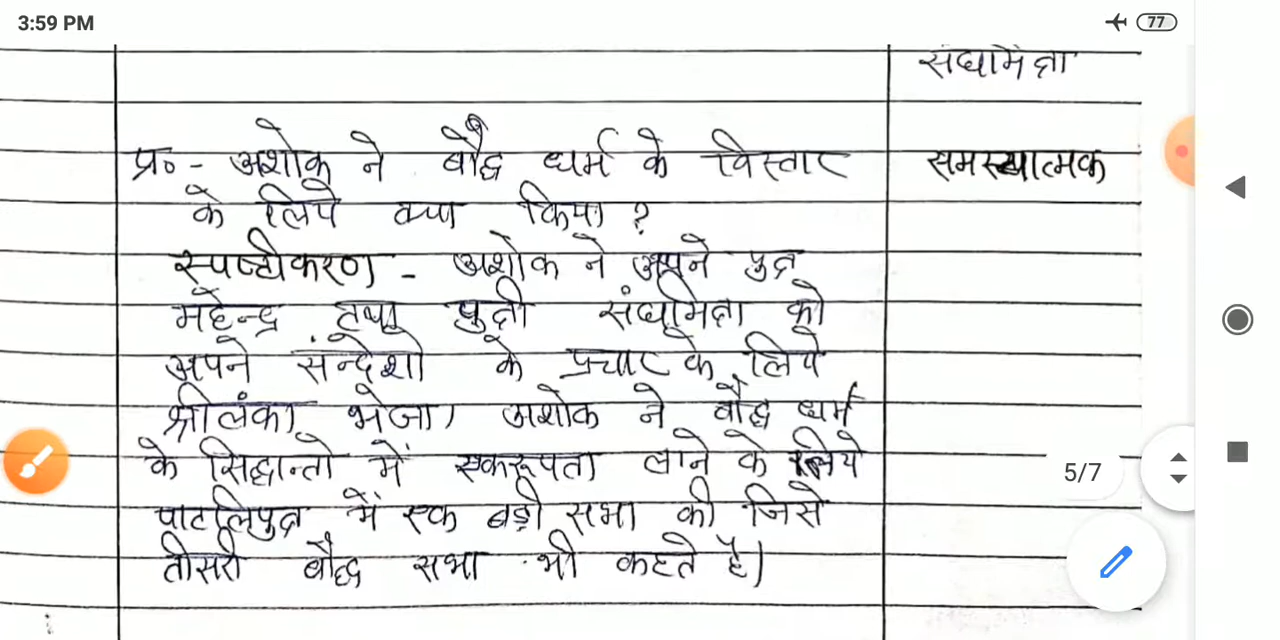 3:59 PM
77
संघमित्रा
प्र०- अशोक ने बौद्ध धर्म के विस्तार
समस्यात्मक
के लिये क्या किया ?
स्पष्टीकरण - अशोक ने अपने पुत्र
महेन्द्र तथा पुत्री संघमित्रा को
अपने संन्देशो के प्रचार के लिये
श्रीलंका भेजा। अशोक ने बौद्ध धर्म
के सिद्धान्तो में एकरूपता लाने के लिये
5/7
पाटलिपुत्र में एक बड़ी सभा की जिसे
तीसरी बौद्ध सभा भी कहते है।